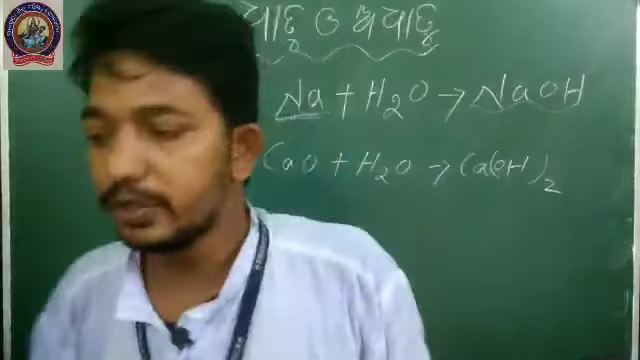 ଧାତୁ ଓ ଅଧାତୁ
Na + H2O → NaOH
CaO + H2O → Ca(OH)2